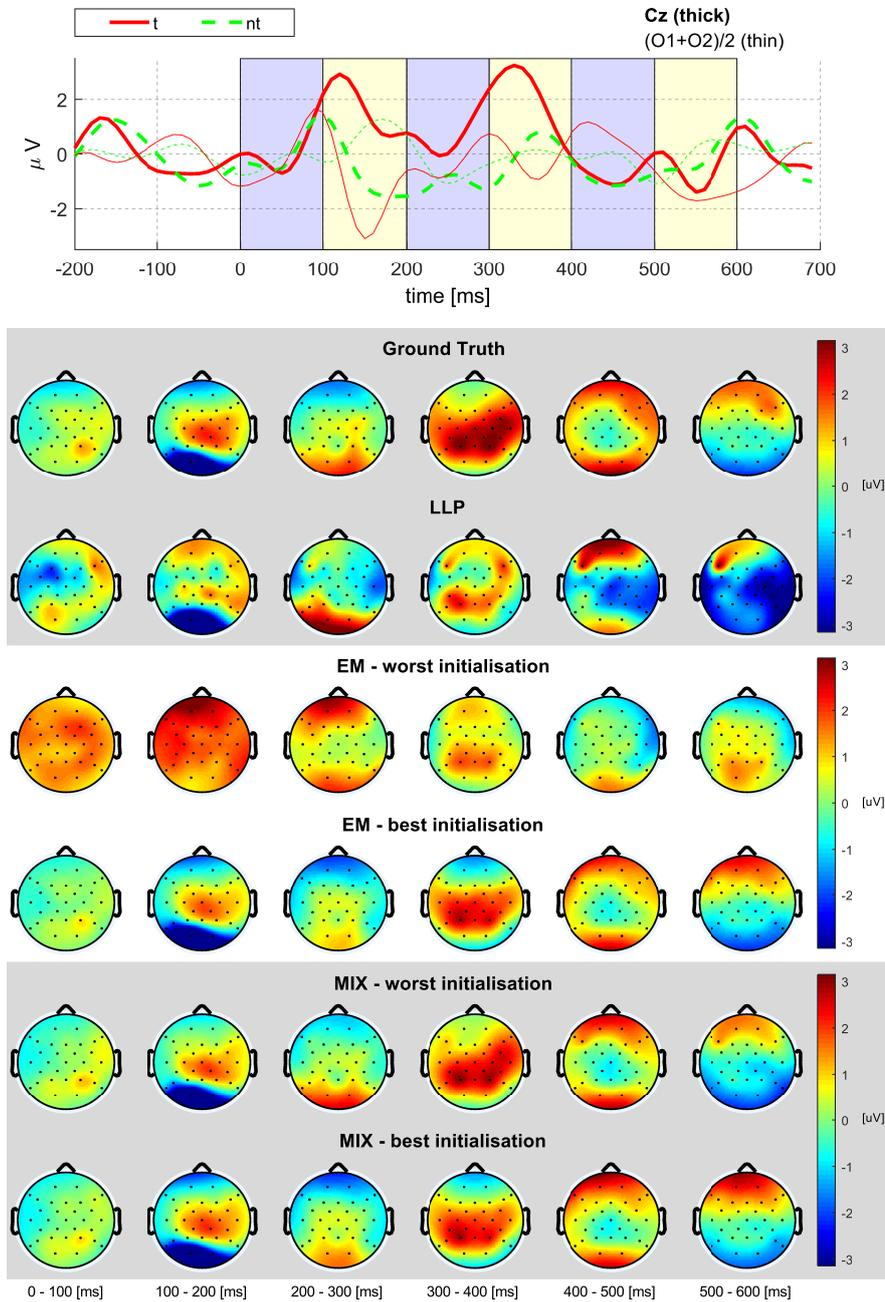 t nt
Cz (thick)
(O1+O2)/2 (thin)
2
0
-2
μ V
-200 -100 0 100 200 300 400 500 600 700
time [ms]
Ground Truth
3
2
1
0 [uV]
-1
-2
-3
LLP
EM - worst initialisation
3
2
1
0 [uV]
-1
-2
-3
EM - best initialisation
MIX - worst initialisation
3
2
1
0 [uV]
-1
-2
-3
MIX - best initialisation
0 - 100 [ms] 100 - 200 [ms] 200 - 300 [ms] 300 - 400 [ms] 400 - 500 [ms] 500 - 600 [ms]